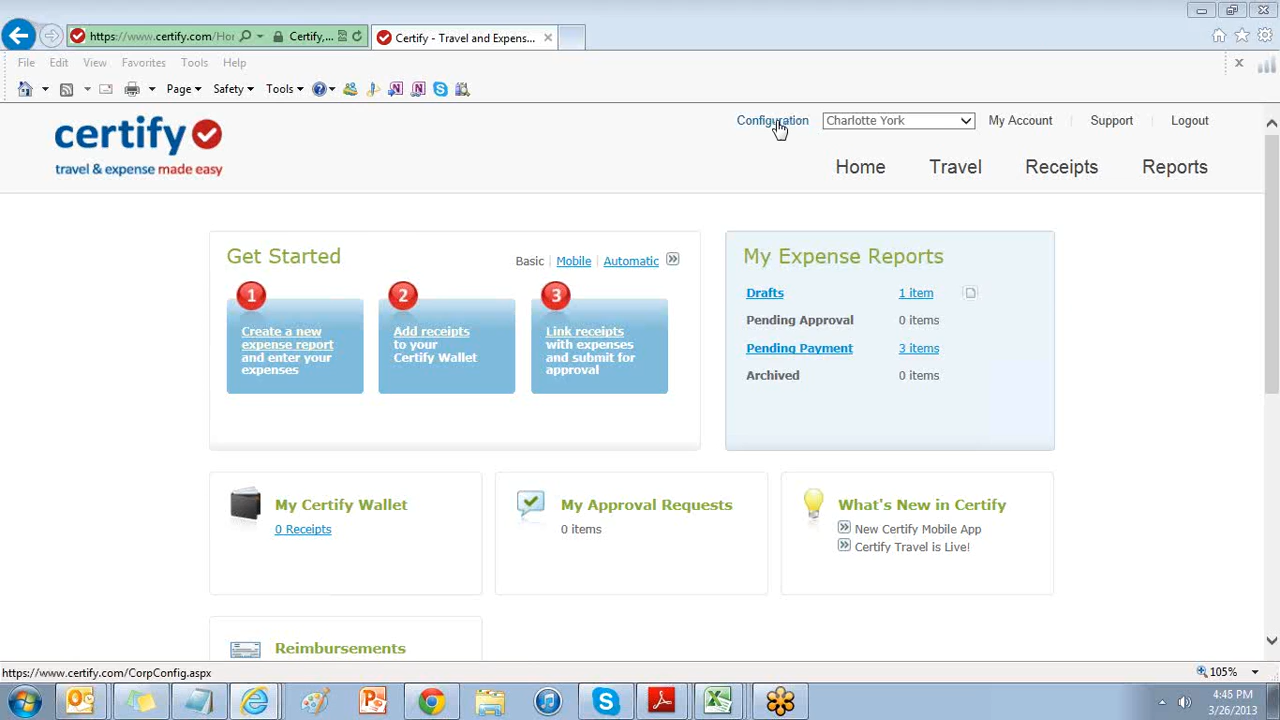 https://www.certify.com/Hor
Certify,...
Certify - Travel and Expens...
File Edit View Favorites Tools Help
Page Safety Tools
certify
travel & expense made easy
Configuration
Charlotte York
My Account
Support
Logout
Home Travel Receipts Reports
Get Started
Basic | Mobile | Automatic
1
Create a new
expense report
and enter your
expenses
2
Add receipts
to your
Certify Wallet
3
Link receipts
with expenses
and submit for
approval
My Expense Reports
Drafts 1 item
Pending Approval 0 items
Pending Payment 3 items
Archived 0 items
My Certify Wallet
0 Receipts
My Approval Requests
0 items
What's New in Certify
New Certify Mobile App
Certify Travel is Live!
Reimbursements
https://www.certify.com/CorpConfig.aspx
105%
4:46 PM
3/26/2013